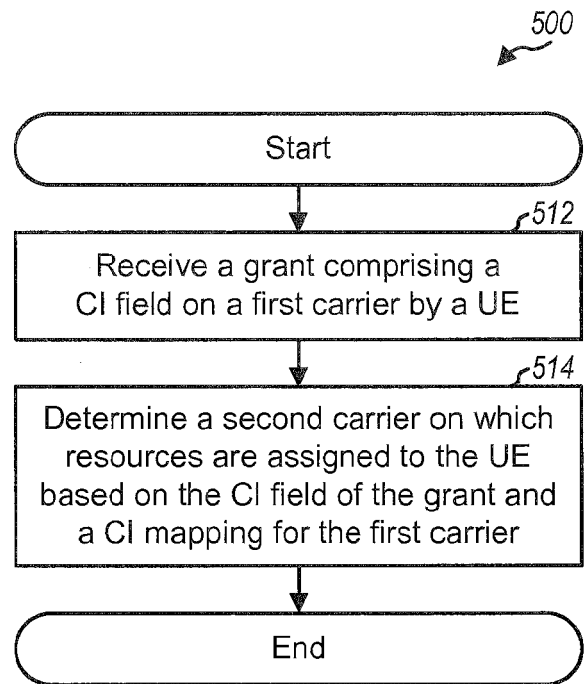 500
Start
512
Receive a grant comprising a
CI field on a first carrier by a UE
514
Determine a second carrier on which
resources are assigned to the UE
based on the CI field of the grant and
a CI mapping for the first carrier
End